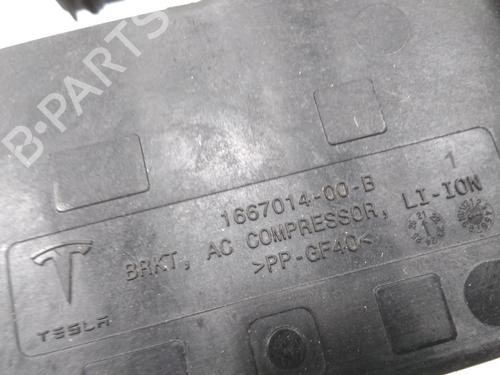 B-PARTS
1667014-00-B
1
BRKT, AC COMPRESSOR, LI-ION
>PP-GF40<
TESLA